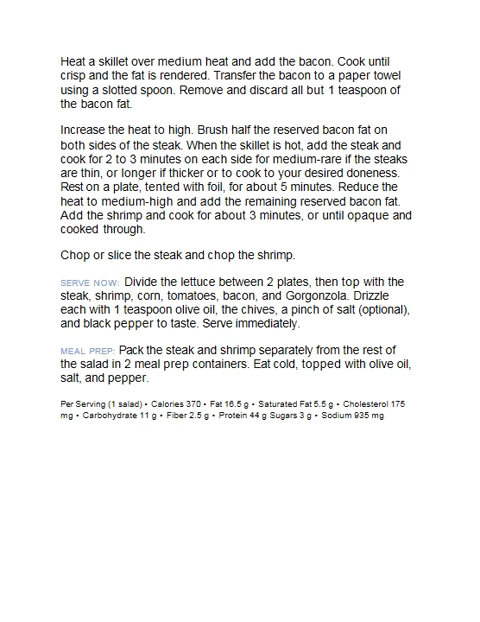 Heat a skillet over medium heat and add the bacon. Cook until
crisp and the fat is rendered. Transfer the bacon to a paper towel
using a slotted spoon. Remove and discard all but 1 teaspoon of
the bacon fat.
Increase the heat to high. Brush half the reserved bacon fat on
both sides of the steak. When the skillet is hot, add the steak and
cook for 2 to 3 minutes on each side for medium-rare if the steaks
are thin, or longer if thicker or to cook to your desired doneness.
Rest on a plate, tented with foil, for about 5 minutes. Reduce the
heat to medium-high and add the remaining reserved bacon fat.
Add the shrimp and cook for about 3 minutes, or until opaque and
cooked through.
Chop or slice the steak and chop the shrimp.
SERVE NOW: Divide the lettuce between 2 plates, then top with the
steak, shrimp, corn, tomatoes, bacon, and Gorgonzola. Drizzle
each with 1 teaspoon olive oil, the chives, a pinch of salt (optional),
and black pepper to taste. Serve immediately.
MEAL PREP: Pack the steak and shrimp separately from the rest of
the salad in 2 meal prep containers. Eat cold, topped with olive oil,
salt, and pepper.
Per Serving (1 salad) • Calories 370 • Fat 16.5 g • Saturated Fat 5.5 g • Cholesterol 175
mg • Carbohydrate 11 g • Fiber 2.5 g • Protein 44 g Sugars 3 g • Sodium 935 mg